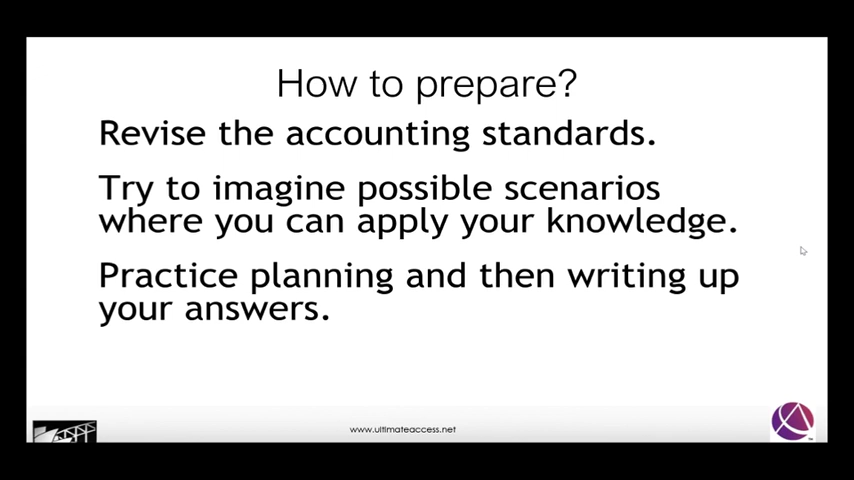 How to prepare?
Revise the accounting standards.
Try to imagine possible scenarios
where you can apply your knowledge.
Practice planning and then writing up
your answers.
www.ultimateaccess.net